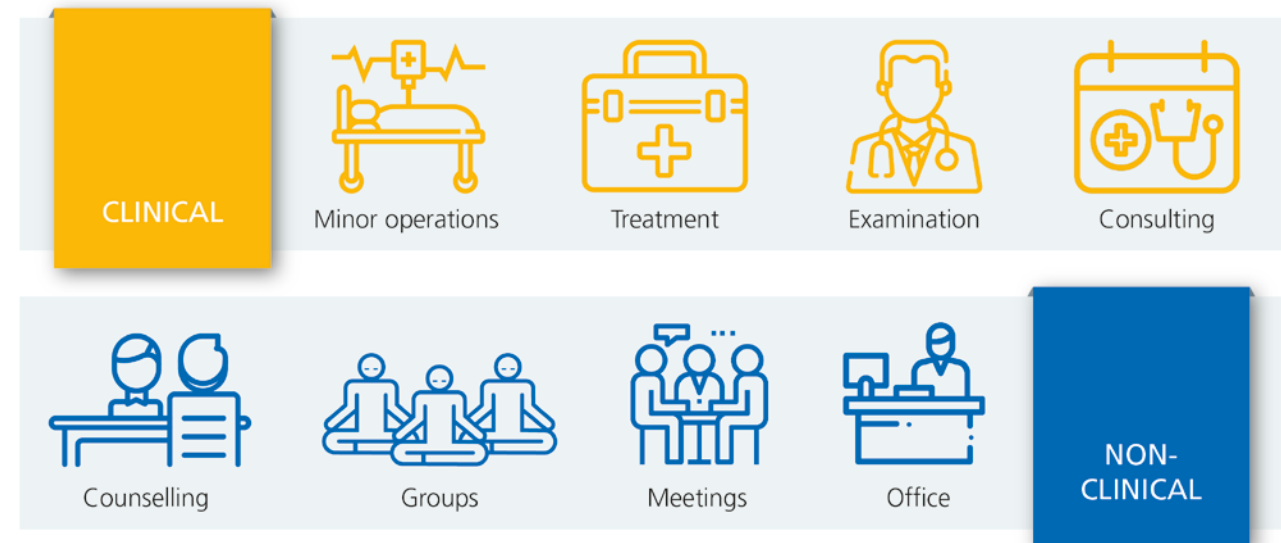 CLINICAL
Minor operations
Treatment
Examination
Consulting
Counselling
Groups
Meetings
Office
NON-
CLINICAL